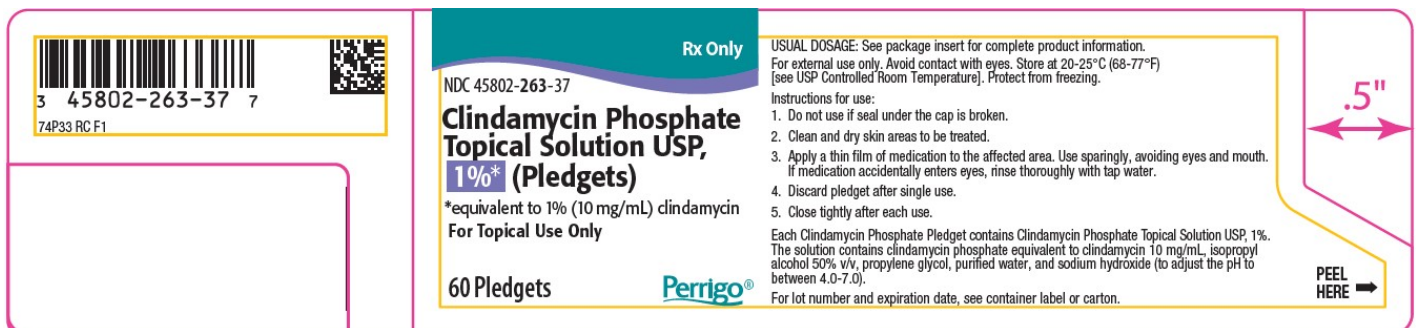 3 45802-263-37 7
74P33 RC F1
Rx Only
NDC 45802-263-37
Clindamycin Phosphate
Topical Solution USP,
1%* (Pledgets)
*equivalent to 1% (10 mg/mL) clindamycin
For Topical Use Only
60 Pledgets
Perrigo®
USUAL DOSAGE: See package insert for complete product information.
For external use only. Avoid contact with eyes. Store at 20-25°C (68-77°F)
[see USP Controlled Room Temperature]. Protect from freezing.
Instructions for use:
1. Do not use if seal under the cap is broken.
2. Clean and dry skin areas to be treated.
3. Apply a thin film of medication to the affected area. Use sparingly, avoiding eyes and mouth.
If medication accidentally enters eyes, rinse thoroughly with tap water.
4. Discard pledget after single use.
5. Close tightly after each use.
Each Clindamycin Phosphate Pledget contains Clindamycin Phosphate Topical Solution USP, 1%.
The solution contains clindamycin phosphate equivalent to clindamycin 10 mg/mL, isopropyl
alcohol 50% v/v, propylene glycol, purified water, and sodium hydroxide (to adjust the pH to
between 4.0-7.0).
For lot number and expiration date, see container label or carton.
.5"
PEEL
HERE